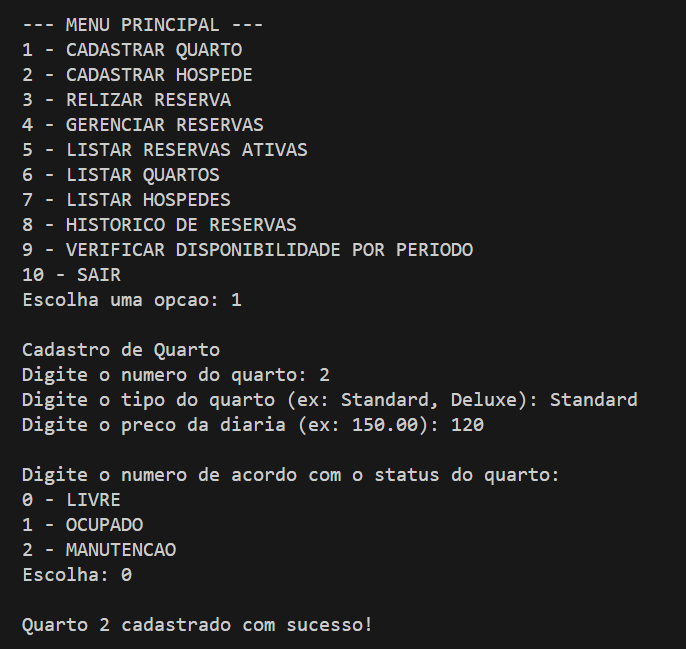 --- MENU PRINCIPAL ---
1 - CADASTRAR QUARTO
2 - CADASTRAR HOSPEDE
3 - RELIZAR RESERVA
4 - GERENCIAR RESERVAS
5 - LISTAR RESERVAS ATIVAS
6 - LISTAR QUARTOS
7 - LISTAR HOSPEDES
8 - HISTORICO DE RESERVAS
9 - VERIFICAR DISPONIBILIDADE POR PERIODO
10 - SAIR
Escolha uma opcao: 1
Cadastro de Quarto
Digite o numero do quarto: 2
Digite o tipo do quarto (ex: Standard, Deluxe): Standard
Digite o preco da diaria (ex: 150.00): 120
Digite o numero de acordo com o status do quarto:
0 - LIVRE
1 - OCUPADO
2 - MANUTENCAO
Escolha: 0
Quarto 2 cadastrado com sucesso!